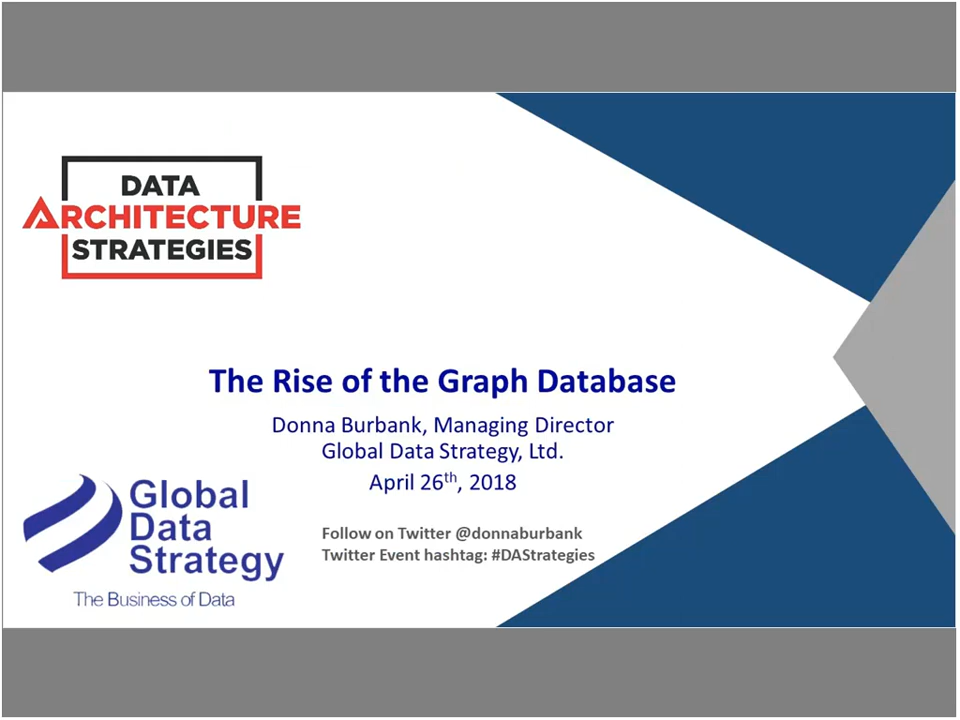 DATA
ARCHITECTURE
STRATEGIES
The Rise of the Graph Database
Donna Burbank, Managing Director
Global Data Strategy, Ltd.
April 26th, 2018
Global
Data
Strategy
The Business of Data
Follow on Twitter @donnaburbank
Twitter Event hashtag: #DAStrategies